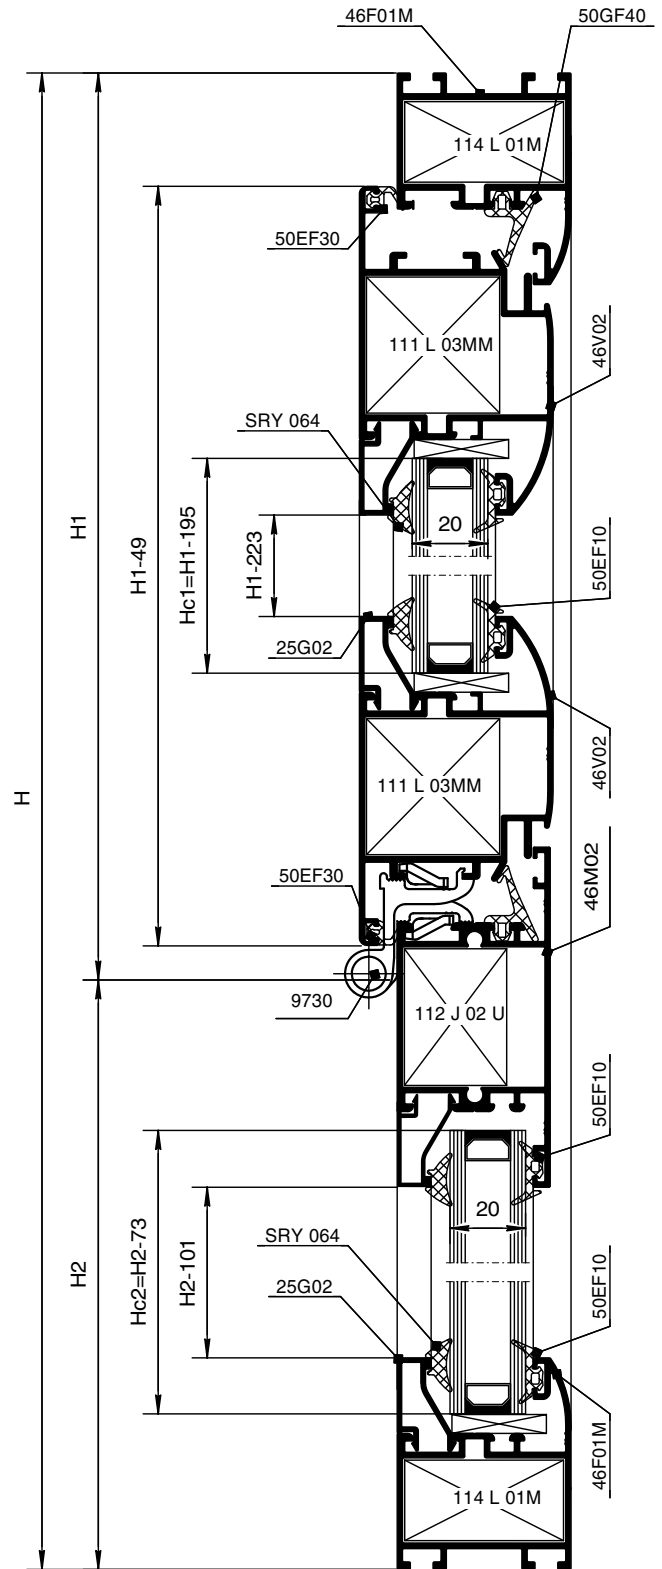 46F01M
50GF40
114 L 01M
50EF30
111 L 03MM
46V02
SRY 064
H1
H1-49
Hc1=H1-195
H1-223
20
50EF10
25G02
H
111 L 03MM
46V02
50EF30
46M02
9730
112 J 02 U
50EF10
H2
Hc2=H2-73
H2-101
20
SRY 064
25G02
50EF10
46F01M
114 L 01M